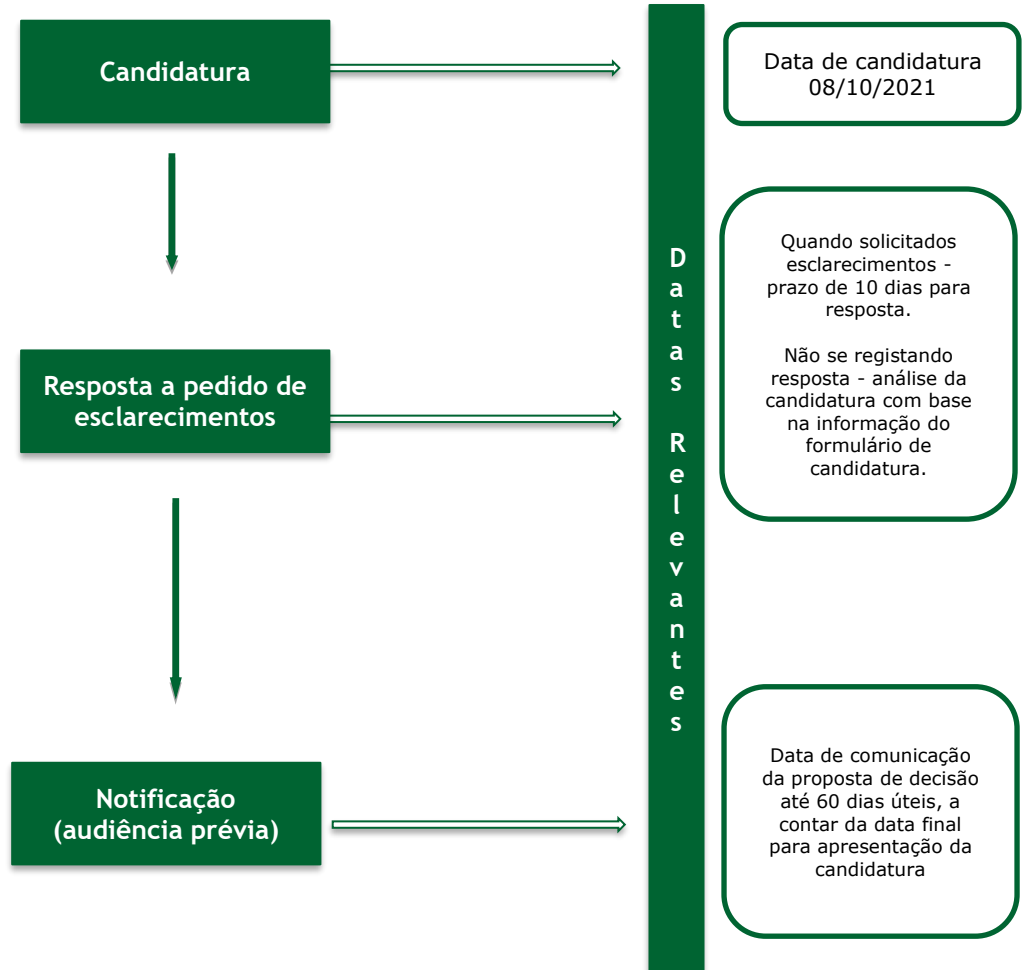 Candidatura
Data de candidatura
08/10/2021
Resposta a pedido de
esclarecimentos
Quando solicitados
esclarecimentos -
prazo de 10 dias para
resposta.
Não se registando
resposta - análise da
candidatura com base
na informação do
formulário de
candidatura.
Notificação
(audiência prévia)
Data de comunicação
da proposta de decisão
até 60 dias úteis, a
contar da data final
para apresentação da
candidatura
Datas Relevantes